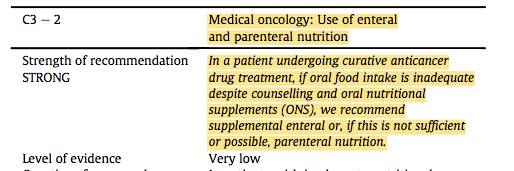 C3 – 2 Medical oncology: Use of enteral
and parenteral nutrition
Strength of recommendation In a patient undergoing curative anticancer
STRONG drug treatment, if oral food intake is inadequate
despite counselling and oral nutritional
supplements (ONS), we recommend
supplemental enteral or, if this is not sufficient
or possible, parenteral nutrition.
Level of evidence Very low